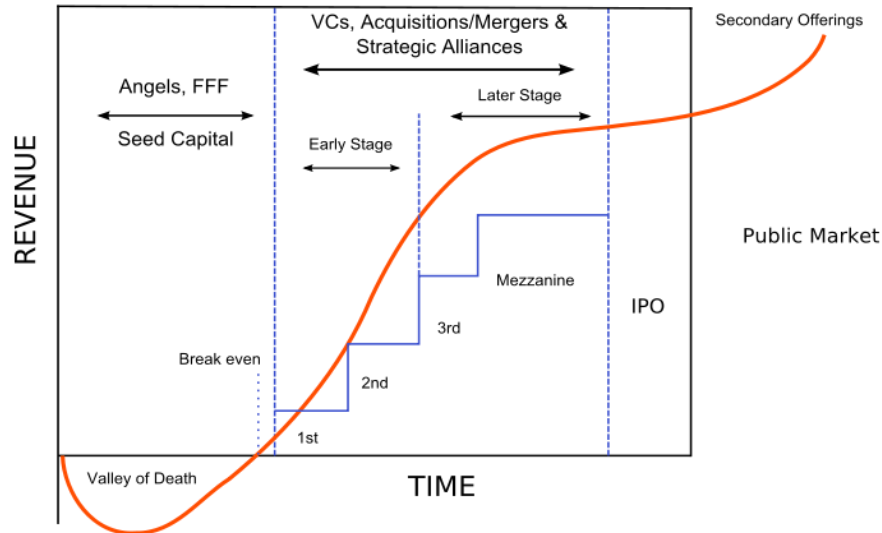 VCs, Acquisitions/Mergers &
Strategic Alliances
Secondary Offerings
Angels, FFF
Seed Capital
Later Stage
Early Stage
REVENUE
Public Market
Mezzanine
IPO
3rd
Break even
2nd
1st
Valley of Death
TIME